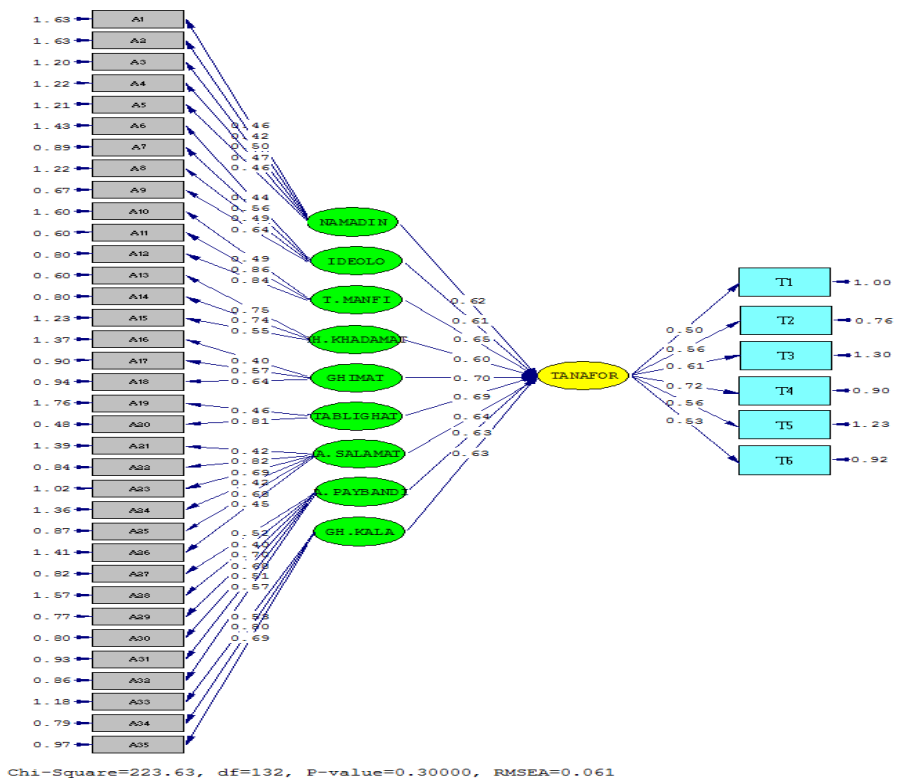 1.63 A1
1.63 A2
1.20 A3
1.22 A4
1.21 A5
1.43 A6
0.89 A7
1.22 A8
0.67 A9
1.60 A10
0.60 A11
0.80 A12
0.60 A13
0.80 A14
1.23 A15
1.37 A16
0.90 A17
0.94 A18
1.76 A19
0.48 A20
1.39 A21
0.84 A22
1.02 A23
1.36 A24
0.87 A25
1.41 A26
0.82 A27
1.57 A28
0.77 A29
0.80 A30
0.93 A31
0.86 A32
1.18 A33
0.79 A34
0.97 A35
0.46
0.42
0.50
0.47
0.46
0.44
0.56
0.49
0.64
0.49
0.86
0.84
0.75
0.74
0.55
0.40
0.57
0.64
0.46
0.81
0.42
0.82
0.69
0.42
0.68
0.45
0.52
0.40
0.70
0.51
0.57
0.69
NAMADIN
IDEOLO
T.MANFI
H.KHADAMAT
GHIMAT
TABLIGHAT
A.SALAMAT
A.PAYBANDI
GH.KALA
0.62
0.61
0.65
0.60
0.70
0.69
0.64
0.63
0.63
TANAFOR
0.50
0.56
0.61
0.72
0.56
0.53
T1 1.00
T2 0.76
T3 1.30
T4 0.90
T5 1.23
T6 0.92
Chi-Square=223.63, df=132, P-value=0.30000, RMSEA=0.061